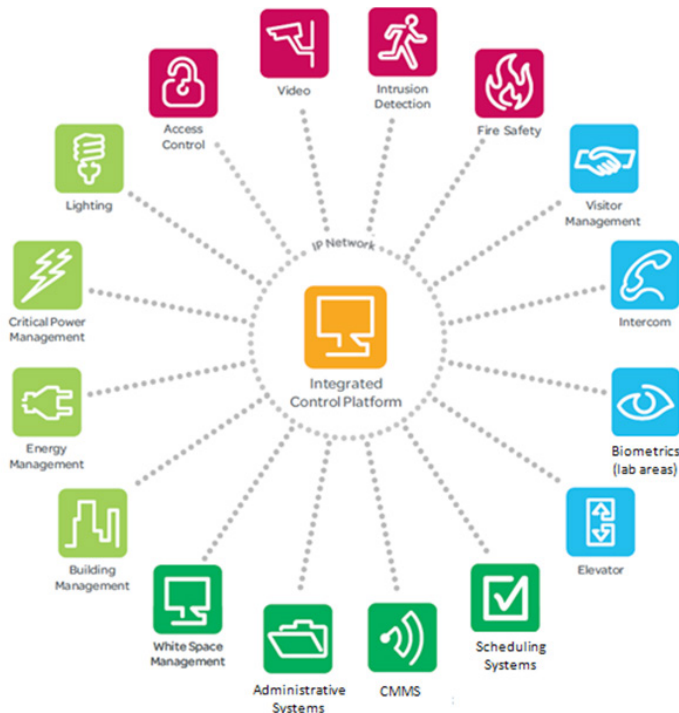 Video
Intrusion
Detection
Access
Control
Fire Safety
Lighting
Visitor
Management
IP Network
Critical Power
Management
Intercom
Integrated
Control Platform
Energy
Management
Biometrics
(lab areas)
Building
Management
Elevator
White Space
Management
Scheduling
Systems
Administrative
Systems
CMMS